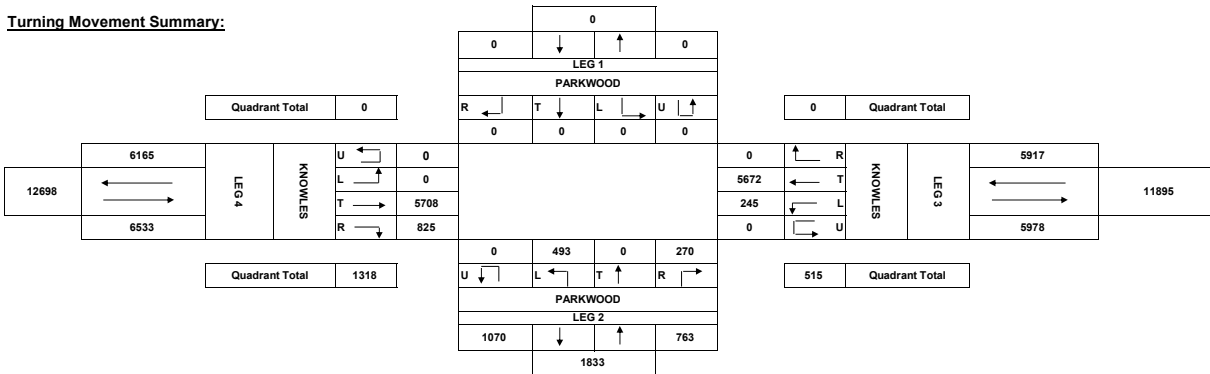 Turning Movement Summary:
0
0 0
LEG 1
PARKWOOD
Quadrant Total 0
R T L U
0 0 0 0
0 Quadrant Total
6165
12698
6533
LEG 4
KNOWLES
U 0
L 0
T 5708
R 825
0 R
5672 T
245 L
0 U
KNOWLES
LEG 3
5917
11895
5978
Quadrant Total 1318
0 493 0 270
U L T R
515 Quadrant Total
PARKWOOD
LEG 2
1070 763
1833